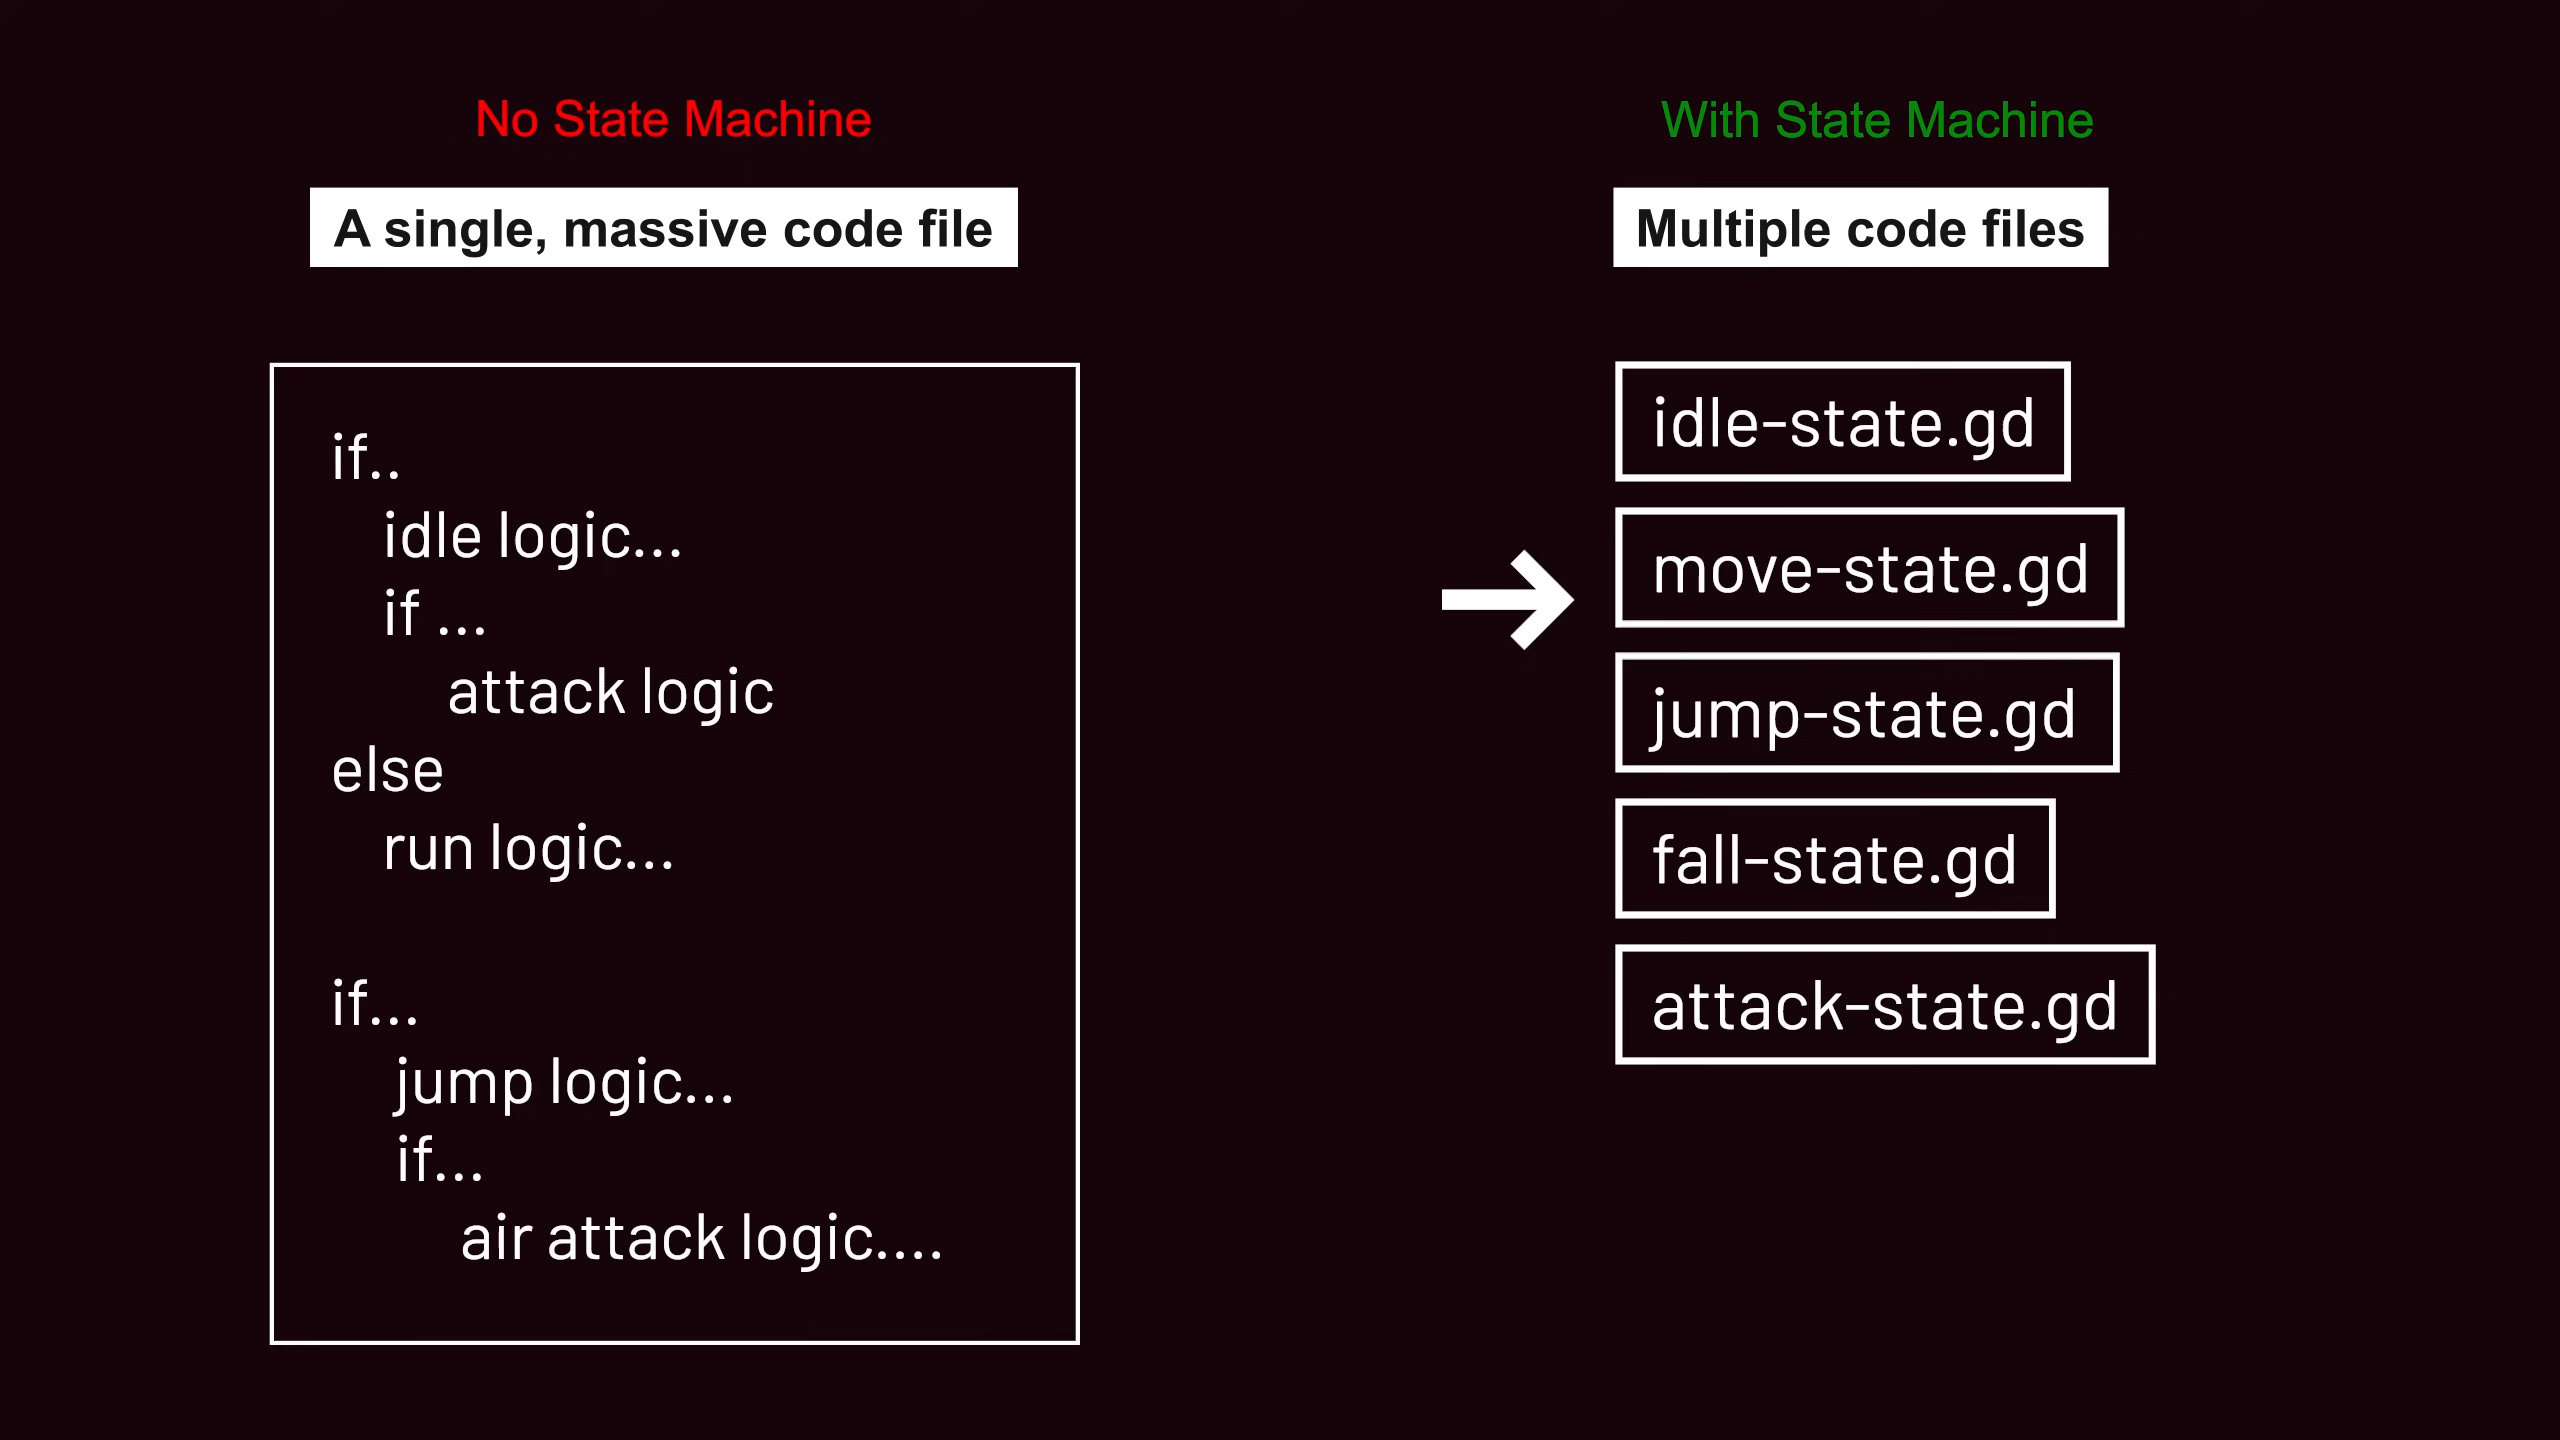 No State Machine
A single, massive code file
if..
idle logic...
if ...
attack logic
else
run logic...
if...
jump logic...
if...
air attack logic....
With State Machine
Multiple code files
idle-state.gd
move-state.gd
jump-state.gd
fall-state.gd
attack-state.gd